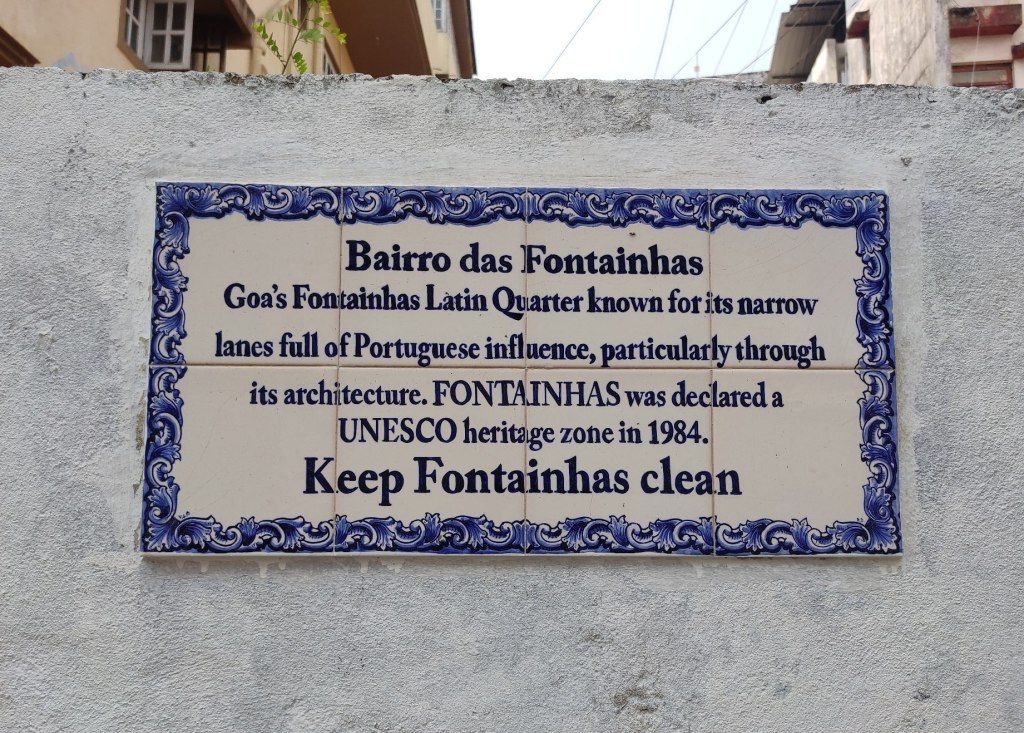 Bairro das Fontainhas
Goa's Fontainhas Latin Quarter known for its narrow
lanes full of Portuguese influence, particularly through
its architecture. FONTAINHAS was declared a
UNESCO heritage zone in 1984.
Keep Fontainhas clean